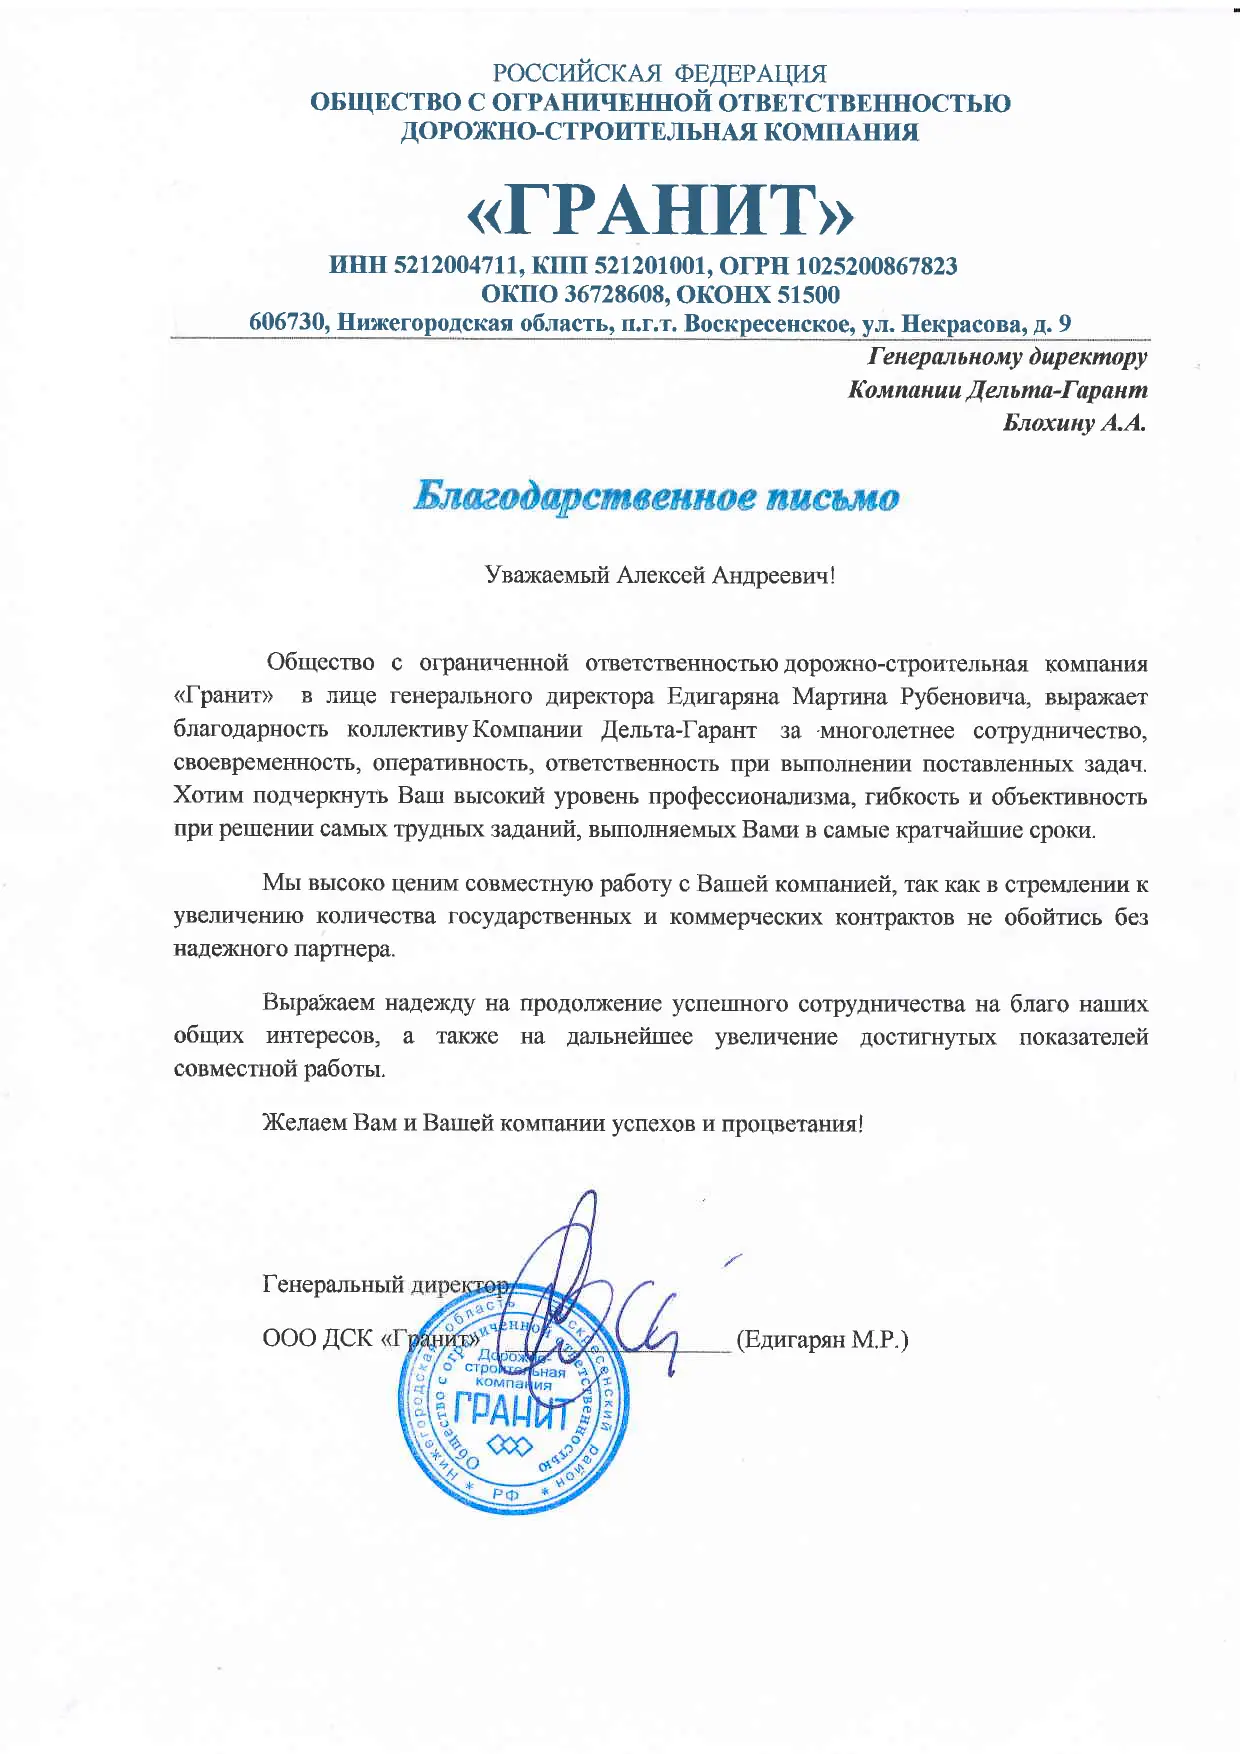 РОССИЙСКАЯ ФЕДЕРАЦИЯ
ОБЩЕСТВО С ОГРАНИЧЕННОЙ ОТВЕТСТВЕННОСТЬЮ
ДОРОЖНО-СТРОИТЕЛЬНАЯ КОМПАНИЯ
«ГРАНИТ»
ИНН 5212004711, КПП 521201001, ОГРН 1025200867823
ОКПО 36728608, ОКОНХ 51500
606730, Нижегородская область, п.г.т. Воскресенское, ул. Некрасова, д. 9
Генеральному директору
Компании Дельта-Гарант
Блохину А.А.
Благодарственное письмо
Уважаемый Алексей Андреевич!
Общество с ограниченной ответственностью дорожно-строительная компания
«Гранит» в лице генерального директора Едигаряна Мартина Рубеновича, выражает
благодарность коллективу Компании Дельта-Гарант за многолетнее сотрудничество,
своевременность, оперативность, ответственность при выполнении поставленных задач.
Хотим подчеркнуть Ваш высокий уровень профессионализма, гибкость и объективность
при решении самых трудных заданий, выполняемых Вами в самые кратчайшие сроки.
Мы высоко ценим совместную работу с Вашей компанией, так как в стремлении к
увеличению количества государственных и коммерческих контрактов не обойтись без
надежного партнера.
Выражаем надежду на продолжение успешного сотрудничества на благо наших
общих интересов, а также на дальнейшее увеличение достигнутых показателей
совместной работы.
Желаем Вам и Вашей компании успехов и процветания!
Генеральный директор
ООО ДСК «Гранит» (Едигарян М.Р.)
Нижегородская область Воскресенский район * РФ *
Общество с ограниченной ответственностью
Дорожно-
строительная
компания
ГРАНИТ